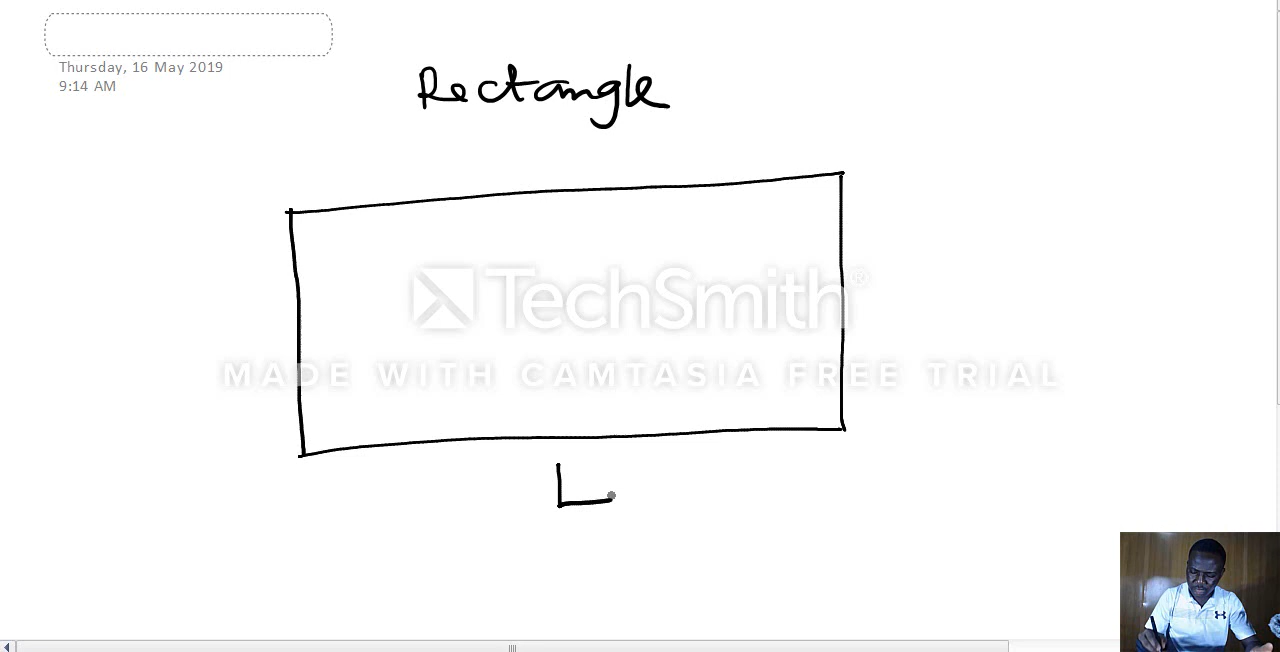 Thursday, 16 May 2019
9:14 AM
Rectangle
TechSmith®
MADE WITH CAMTASIA FREE TRIAL
L